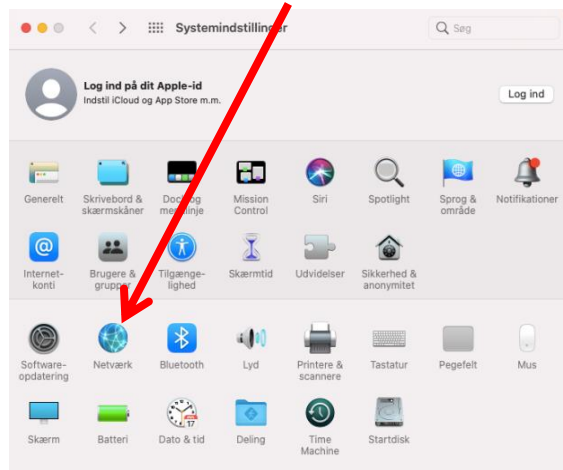 Systemindstillinger
Søg
Log ind på dit Apple-id
Indstil iCloud og App Store m.m.
Log ind
Generelt
Skrivebord &
skærmskåner
Dock og
menulinje
Mission
Control
Siri
Spotlight
Sprog &
område
Notifikationer
Internet-
konti
Brugere &
grupper
Tilgænge-
lighed
Skærmtid
Udvidelser
Sikkerhed &
anonymitet
Software-
opdatering
Netværk
Bluetooth
Lyd
Printere &
scannere
Tastatur
Pegefelt
Mus
Skærm
Batteri
Dato & tid
Deling
Time
Machine
Startdisk